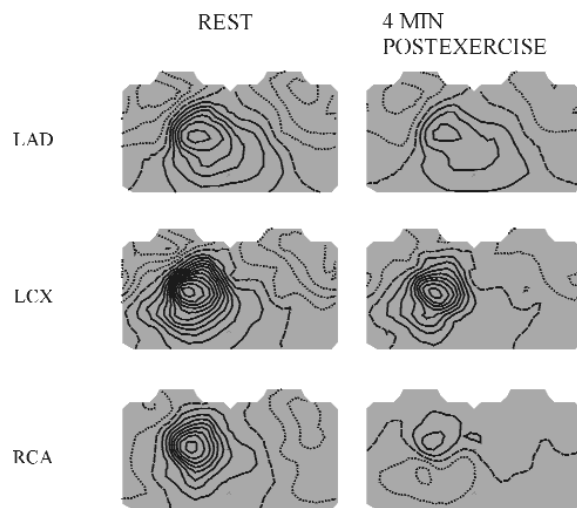 REST
4 MIN
POSTEXERCISE
LAD
LCX
RCA